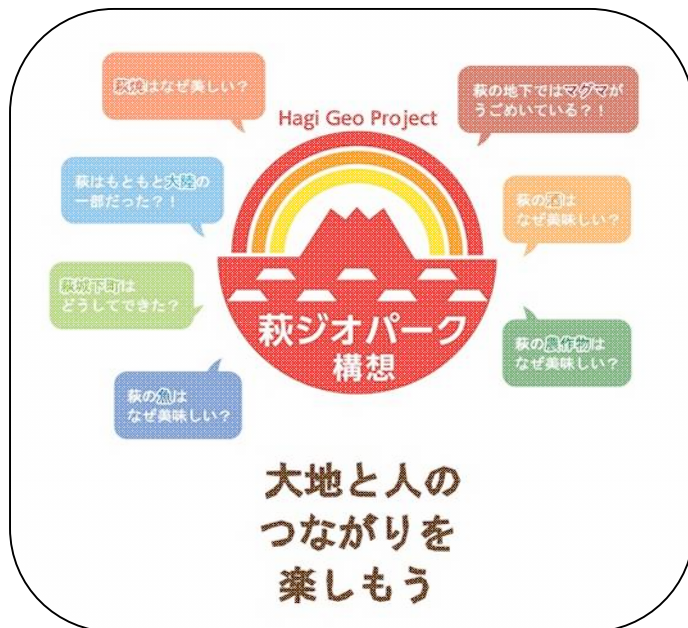 萩焼はなぜ美しい？
萩の地下ではマグマが
うごめいている？！
Hagi Geo Project
萩はもともと大陸の
一部だった？！
萩の酒は
なぜ美味しい？
萩城下町は
どうしてできた？
萩ジオパーク
構想
萩の農作物は
なぜ美味しい？
萩の魚は
なぜ美味しい？
大地と人の
つながりを
楽しもう